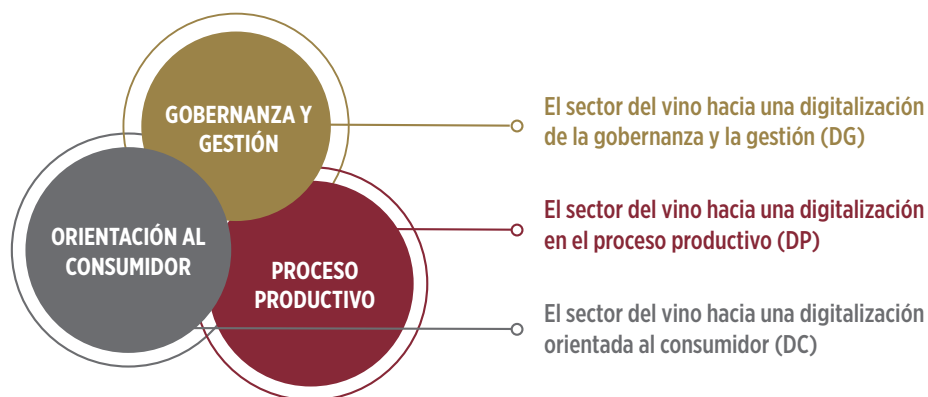 GOBERNANZA Y
GESTIÓN
ORIENTACIÓN AL
CONSUMIDOR
PROCESO
PRODUCTIVO
El sector del vino hacia una digitalización
de la gobernanza y la gestión (DG)
El sector del vino hacia una digitalización
en el proceso productivo (DP)
El sector del vino hacia una digitalización
orientada al consumidor (DC)